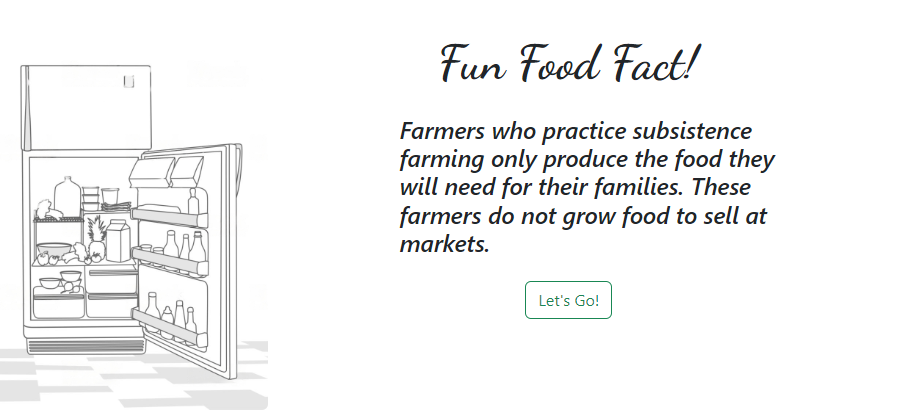 Fun Food Fact!
Farmers who practice subsistence
farming only produce the food they
will need for their families. These
farmers do not grow food to sell at
markets.
Let's Go!